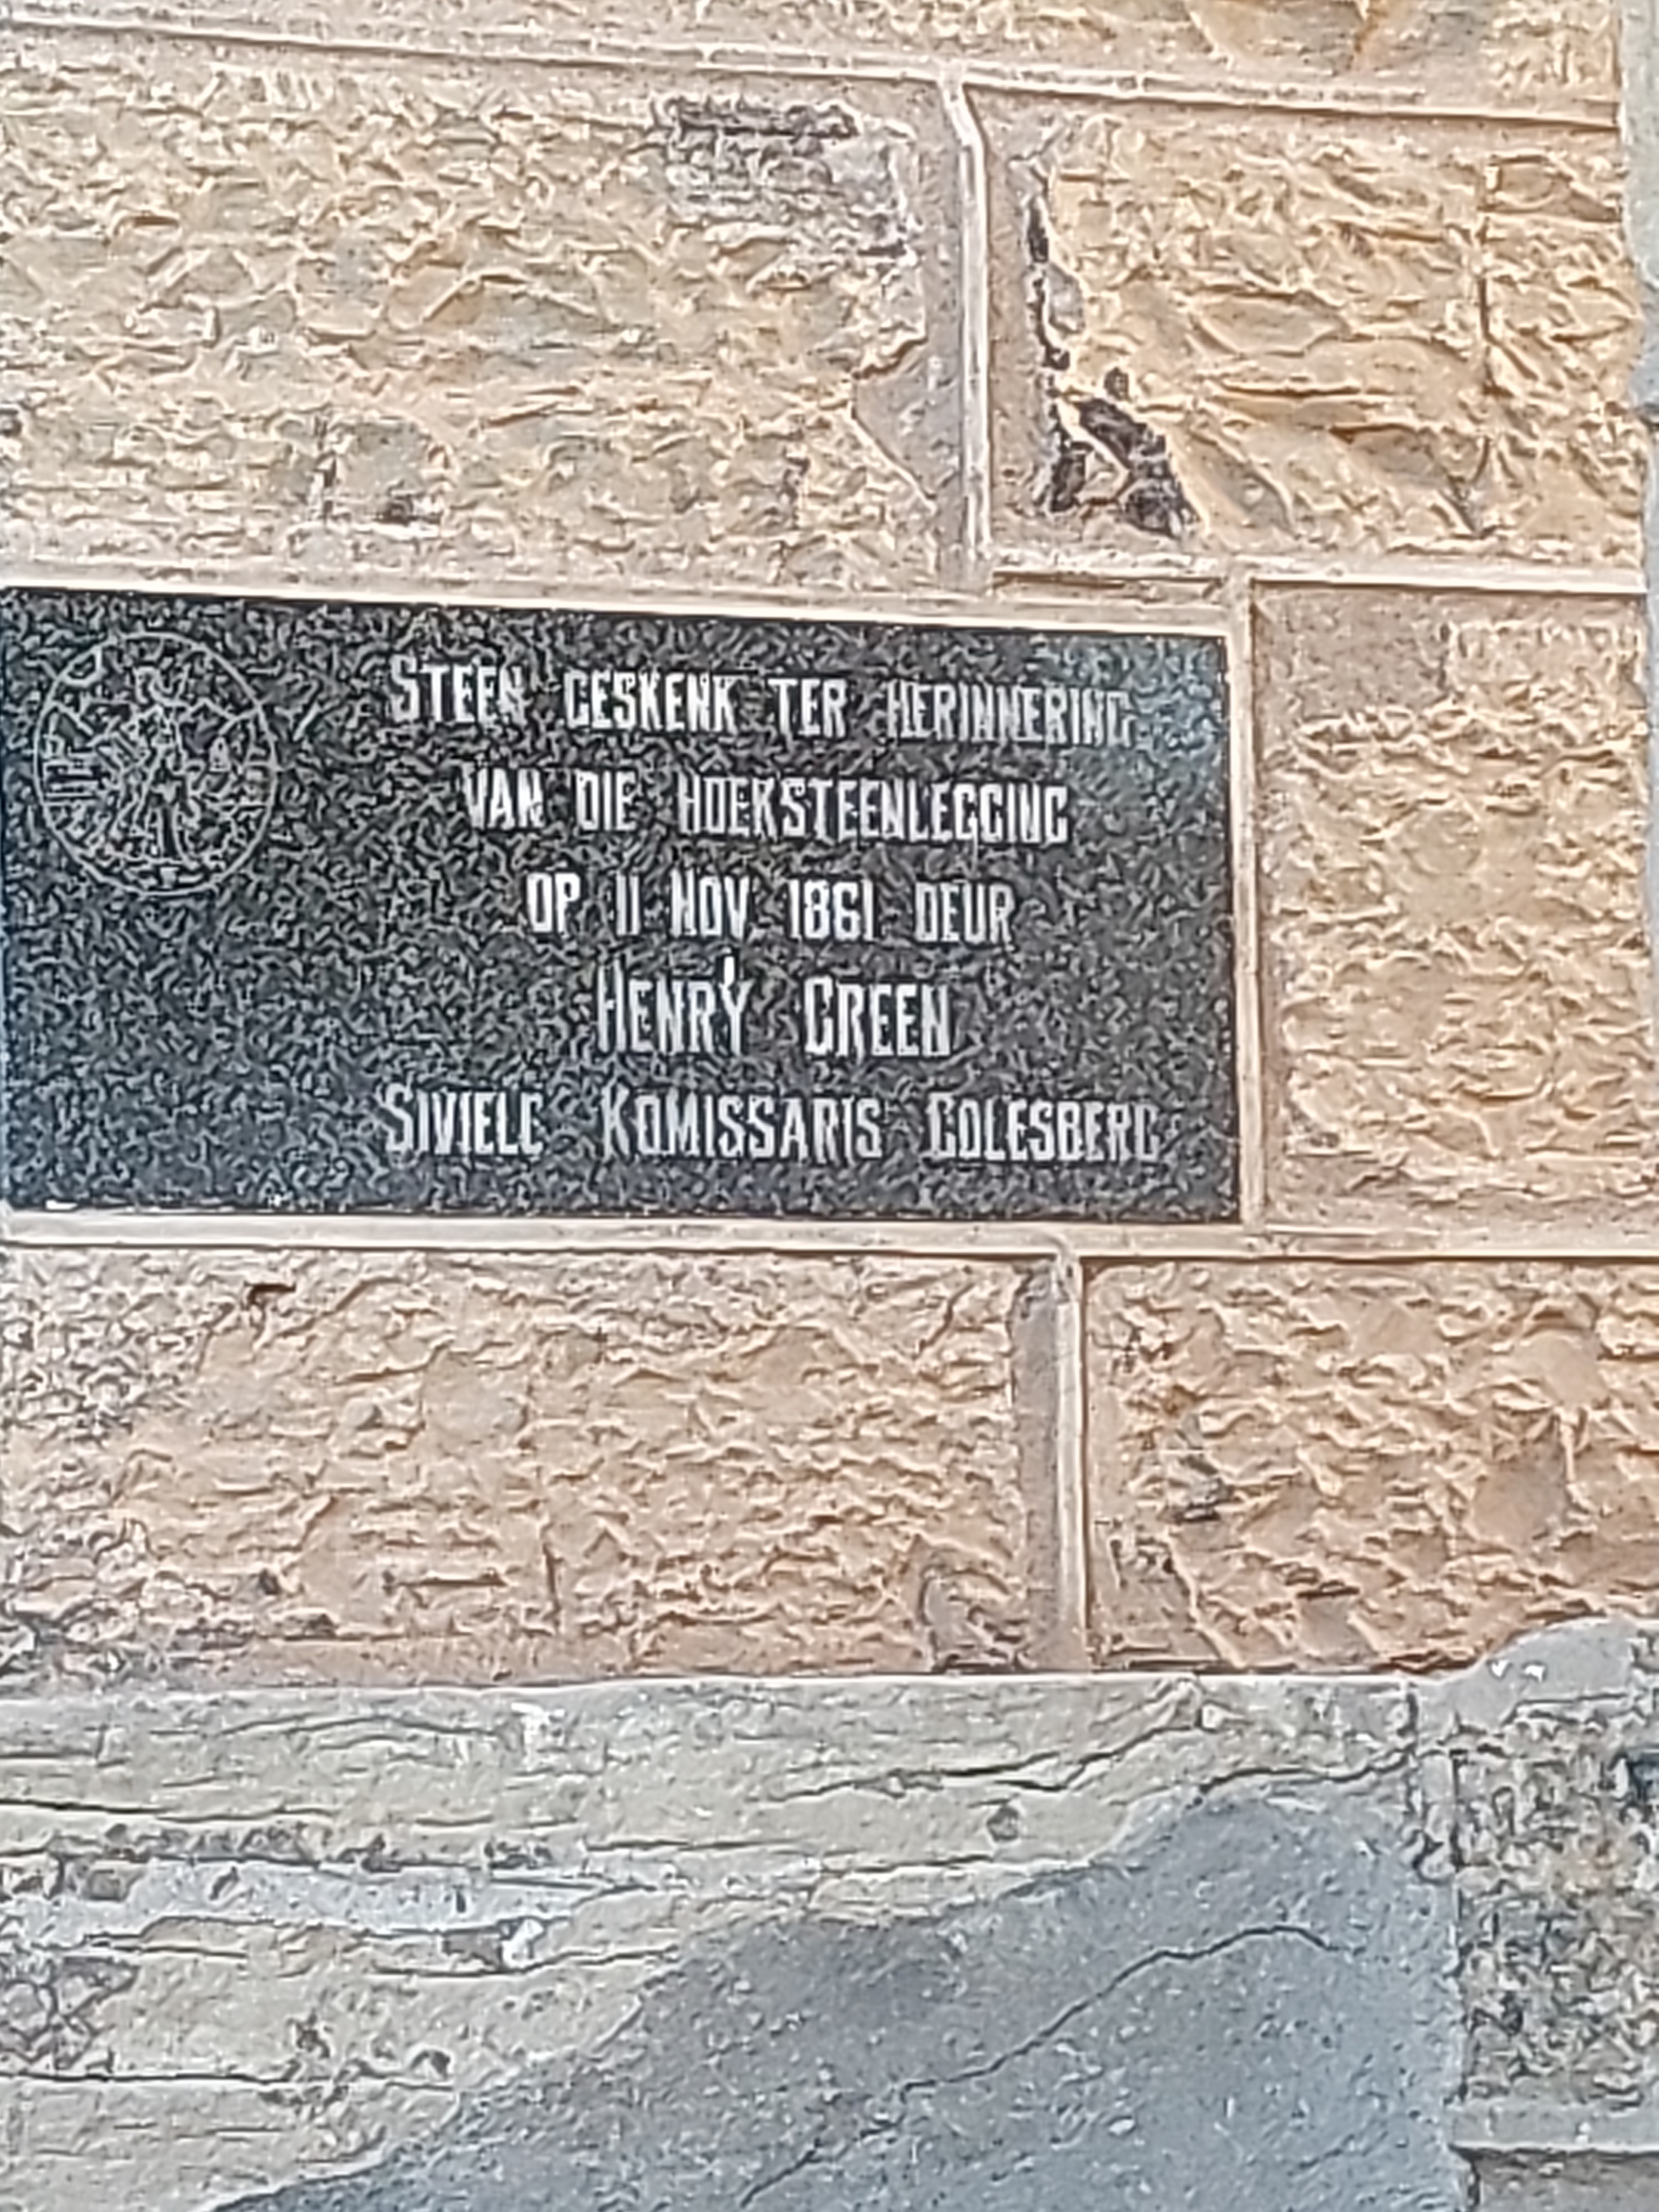 STEEN GESKENK TER HERINNERING
VAN DIE HOEKSTEENLEGGING
OP 11 NOV. 1861 DEUR
HENRY GREEN
SIVIELE KOMISSARIS COLESBERG